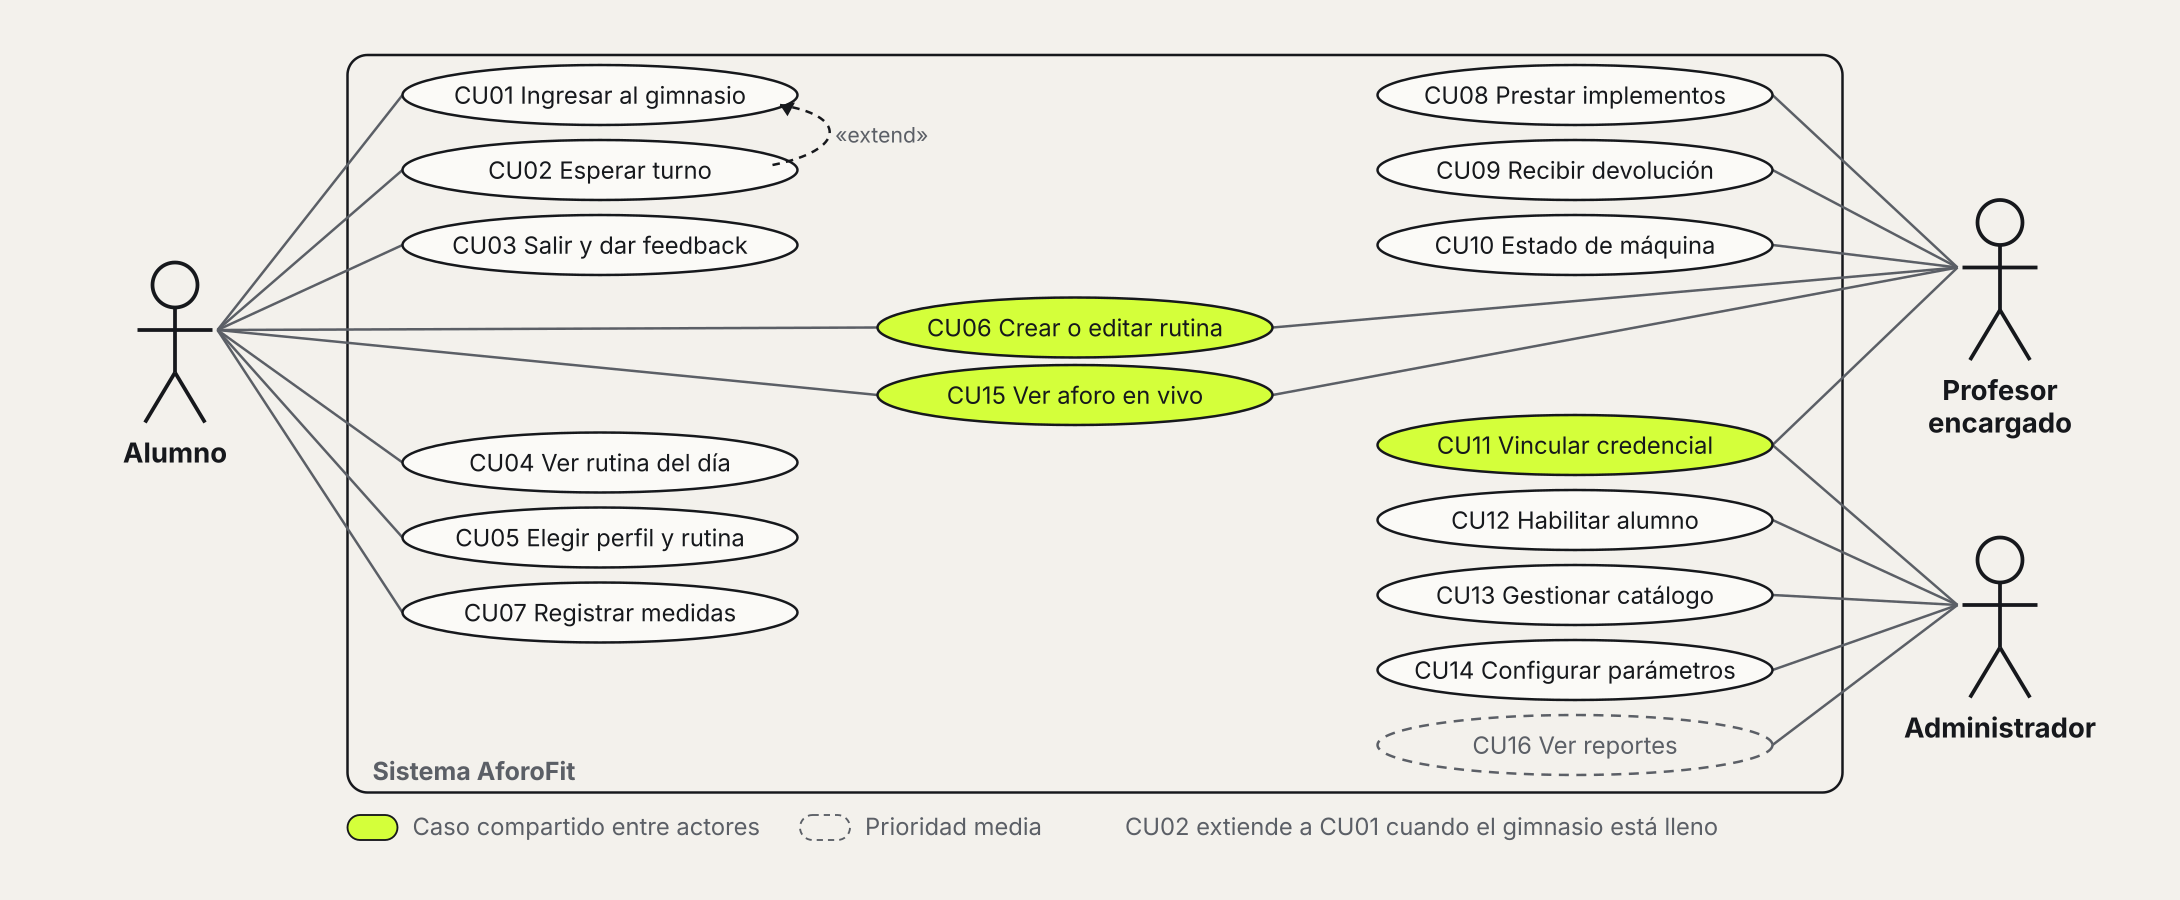 CU01 Ingresar al gimnasio
«extend»
CU02 Esperar turno
CU03 Salir y dar feedback
CU06 Crear o editar rutina
CU15 Ver aforo en vivo
CU04 Ver rutina del día
CU05 Elegir perfil y rutina
CU07 Registrar medidas
CU08 Prestar implementos
CU09 Recibir devolución
CU10 Estado de máquina
CU11 Vincular credencial
CU12 Habilitar alumno
CU13 Gestionar catálogo
CU14 Configurar parámetros
CU16 Ver reportes
Alumno
Profesor
encargado
Administrador
Sistema AforoFit
Caso compartido entre actores
Prioridad media
CU02 extiende a CU01 cuando el gimnasio está lleno